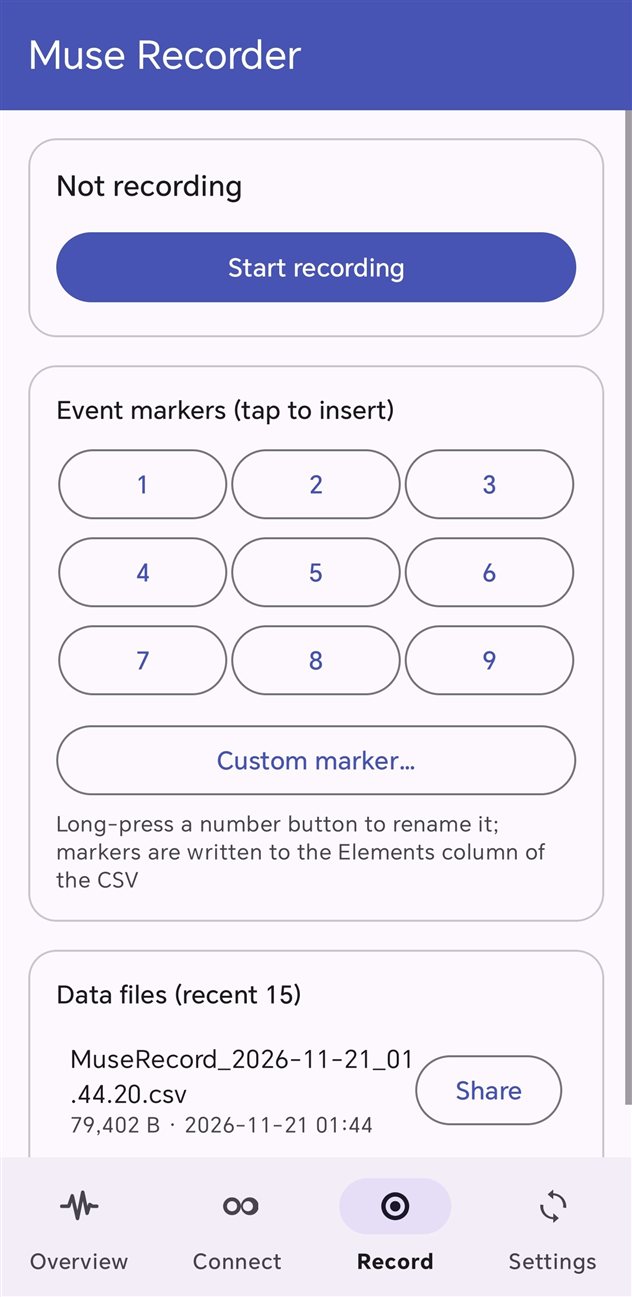 Muse Recorder
Not recording
Start recording
Event markers (tap to insert)
1 2 3
4 5 6
7 8 9
Custom marker...
Long-press a number button to rename it;
markers are written to the Elements column of
the CSV
Data files (recent 15)
MuseRecord_2026-11-21_01
.44.20.csv
79,402 B · 2026-11-21 01:44
Share
Overview Connect Record Settings